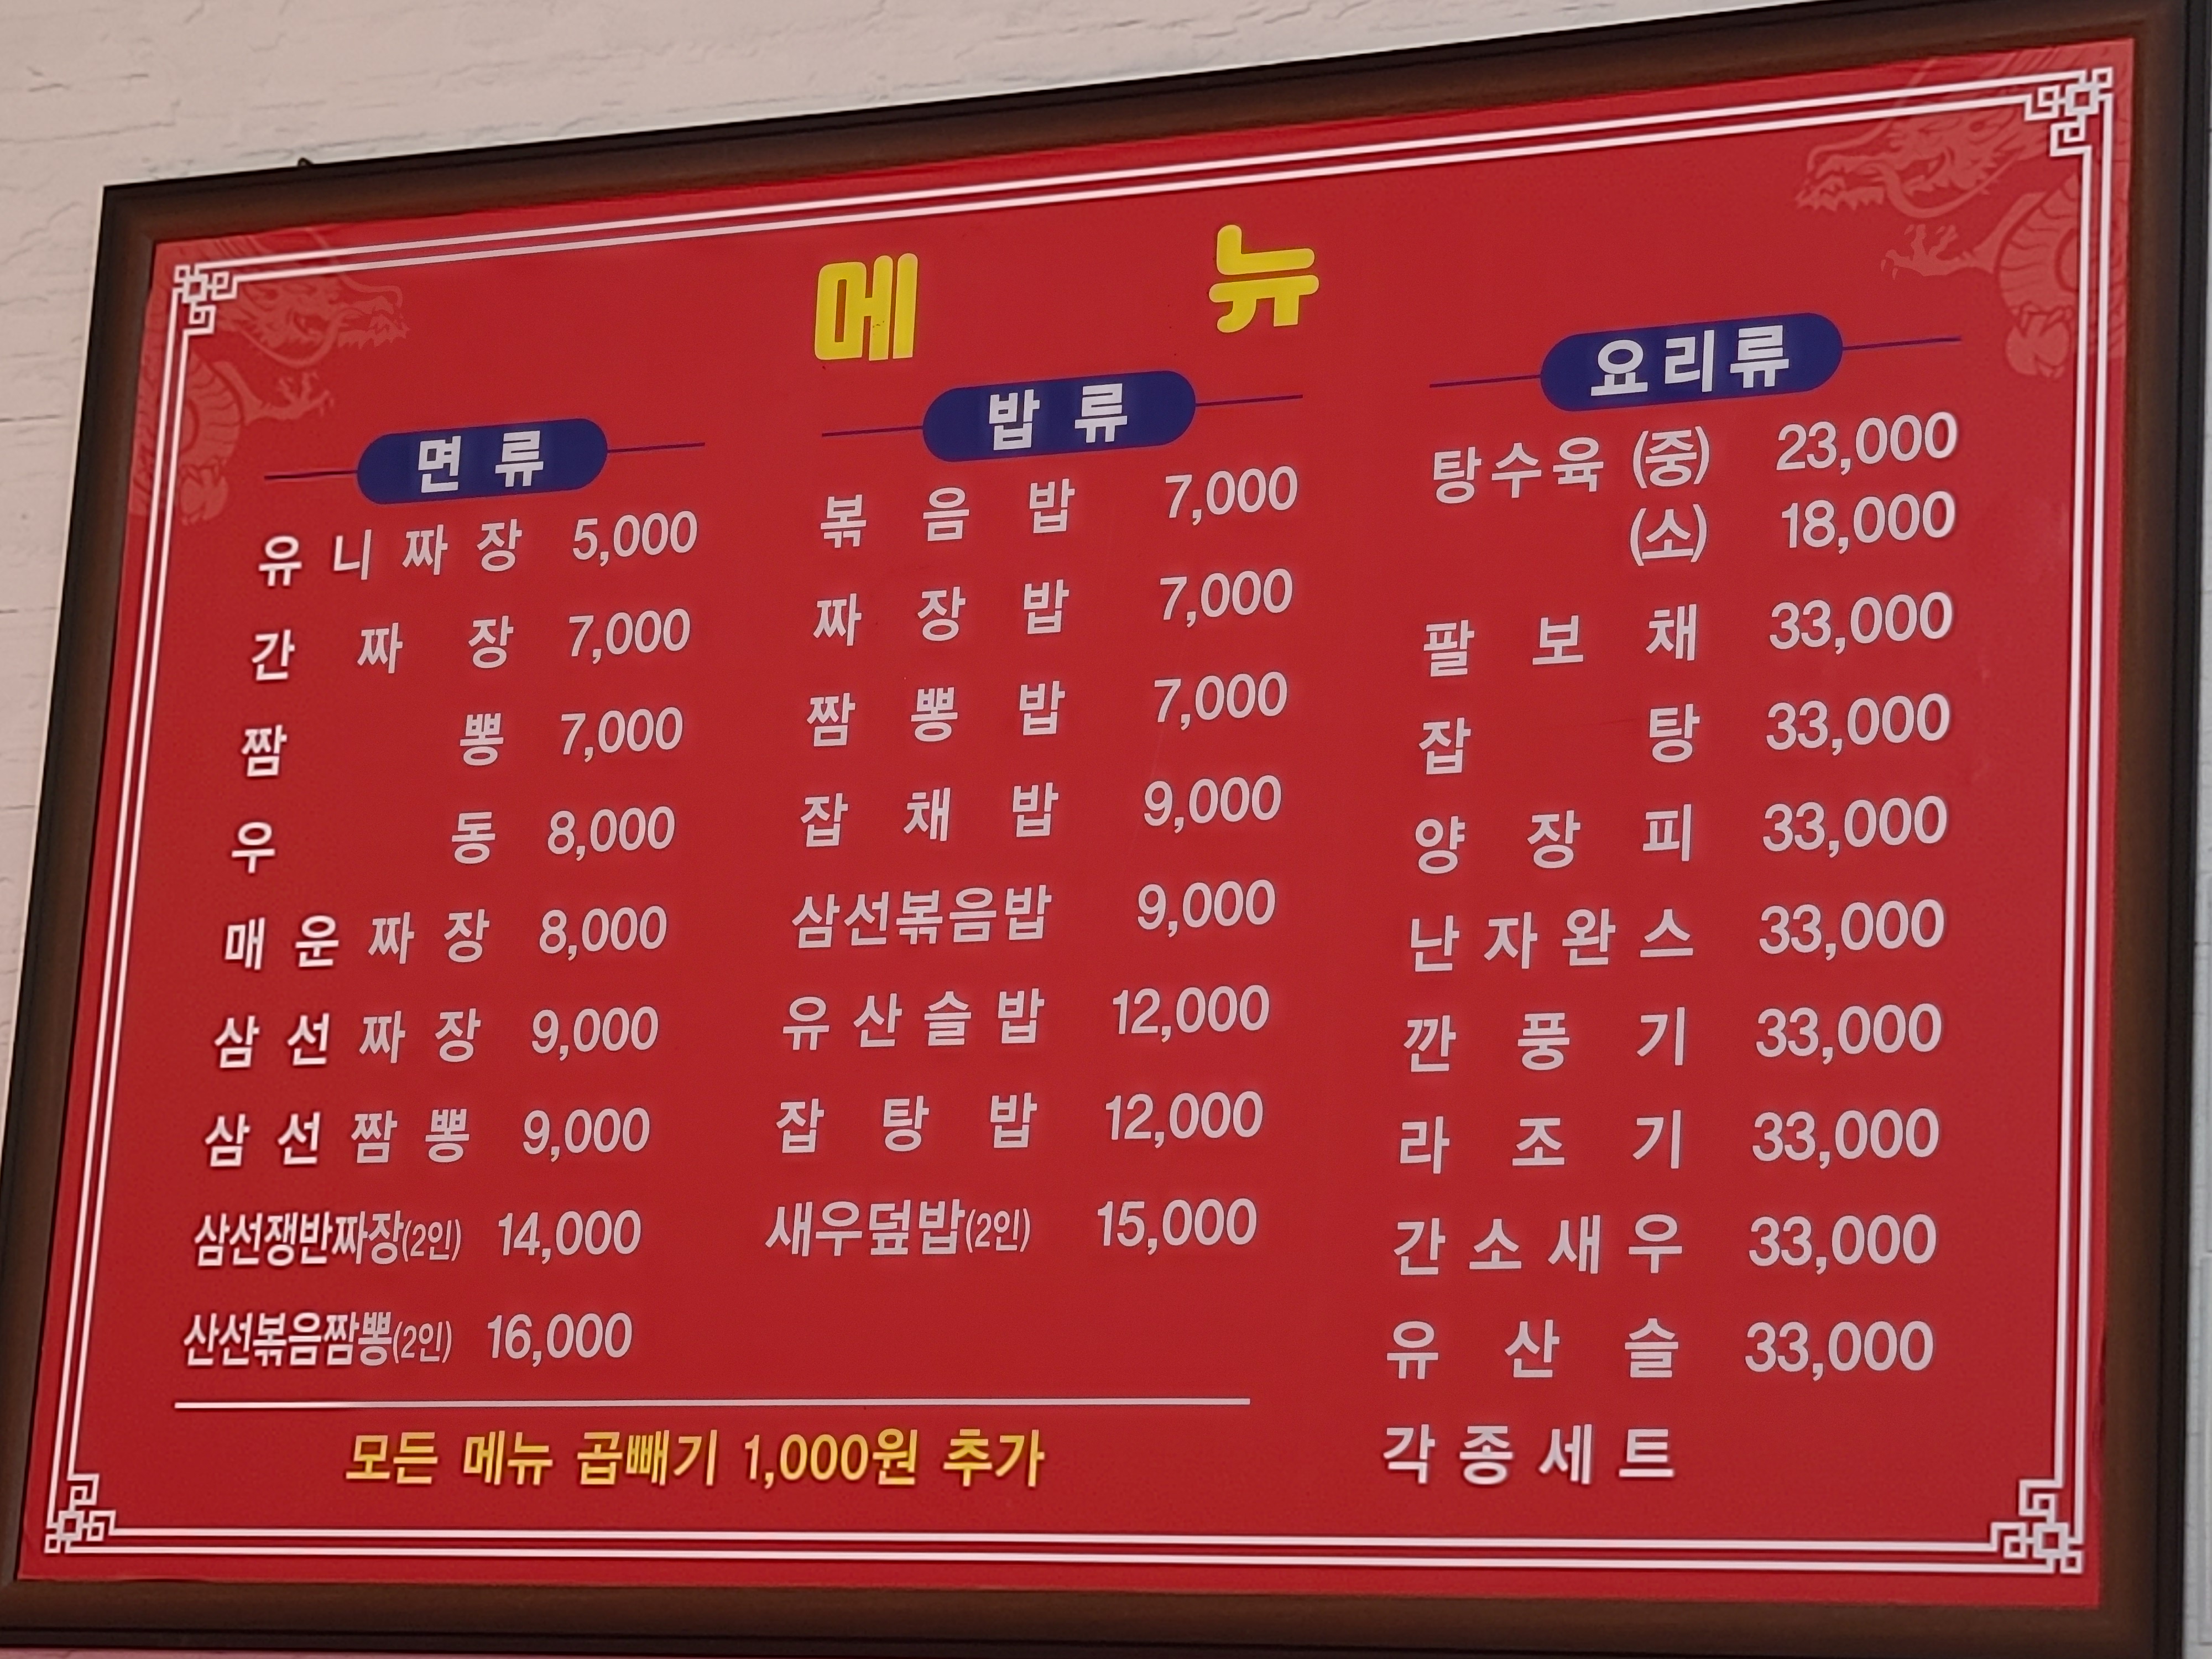 메뉴
면류
유니짜장 5,000
간짜장 7,000
짬뽕 7,000
우동 8,000
매운짜장 8,000
삼선짜장 9,000
삼선짬뽕 9,000
삼선쟁반짜장(2인) 14,000
산선볶음짬뽕(2인) 16,000
밥류
볶음밥 7,000
짜장밥 7,000
짬뽕밥 7,000
잡채밥 9,000
삼선볶음밥 9,000
유산슬밥 12,000
잡탕밥 12,000
새우덮밥(2인) 15,000
모든 메뉴 곱빼기 1,000원 추가
요리류
탕수육 (중) 23,000
(소) 18,000
팔보채 33,000
잡탕 33,000
양장피 33,000
난자완스 33,000
깐풍기 33,000
라조기 33,000
간소새우 33,000
유산슬 33,000
각종세트